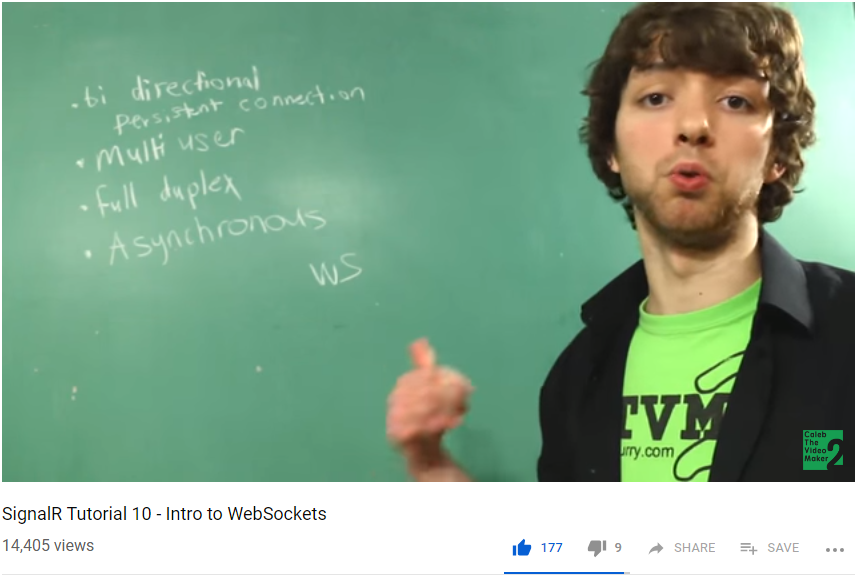 • bi directional
persistent connection
• Multi user
• Full duplex
• Asynchronous
WS
TVM
urry.com
Caleb
The
Video
Maker 2
SignalR Tutorial 10 - Intro to WebSockets
14,405 views
177
9
SHARE
SAVE